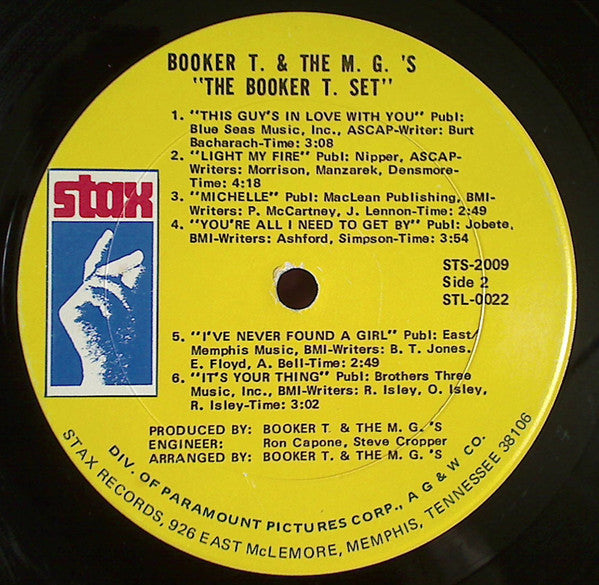 BOOKER T. & THE M. G. 'S
"THE BOOKER T. SET"
1. "THIS GUY'S IN LOVE WITH YOU" Publ:
Blue Seas Music, Inc., ASCAP-Writer: Burt
Bacharach-Time: 3:08
2. "LIGHT MY FIRE" Publ: Nipper, ASCAP-
Writers: Morrison, Manzarek, Densmore-
Time: 4:18
3. "MICHELLE" Publ: MacLean Publishing, BMI-
Writers: P. McCartney, J. Lennon-Time: 2:49
4. "YOU'RE ALL I NEED TO GET BY" Publ: Jobete,
BMI-Writers: Ashford, Simpson-Time: 3:54
stax
STS-2009
Side 2
STL-0022
5. "I'VE NEVER FOUND A GIRL" Publ: East/
Memphis Music, BMI-Writers: B. T. Jones.
E. Floyd, A. Bell-Time: 2:49
6. "IT'S YOUR THING" Publ: Brothers Three
Music, Inc., BMI-Writers: R. Isley, O. Isley,
R. Isley-Time: 3:02
PRODUCED BY: BOOKER T. & THE M. G. 'S
ENGINEER: Ron Capone, Steve Cropper
ARRANGED BY: BOOKER T. & THE M. G. 'S
DIV. OF PARAMOUNT PICTURES CORP., A G & W CO.
STAX RECORDS, 926 EAST McLEMORE, MEMPHIS, TENNESSEE 38106